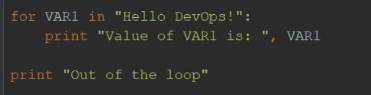 for VAR1 in "Hello DevOps!":
    print "Value of VAR1 is: ", VAR1
print "Out of the loop"